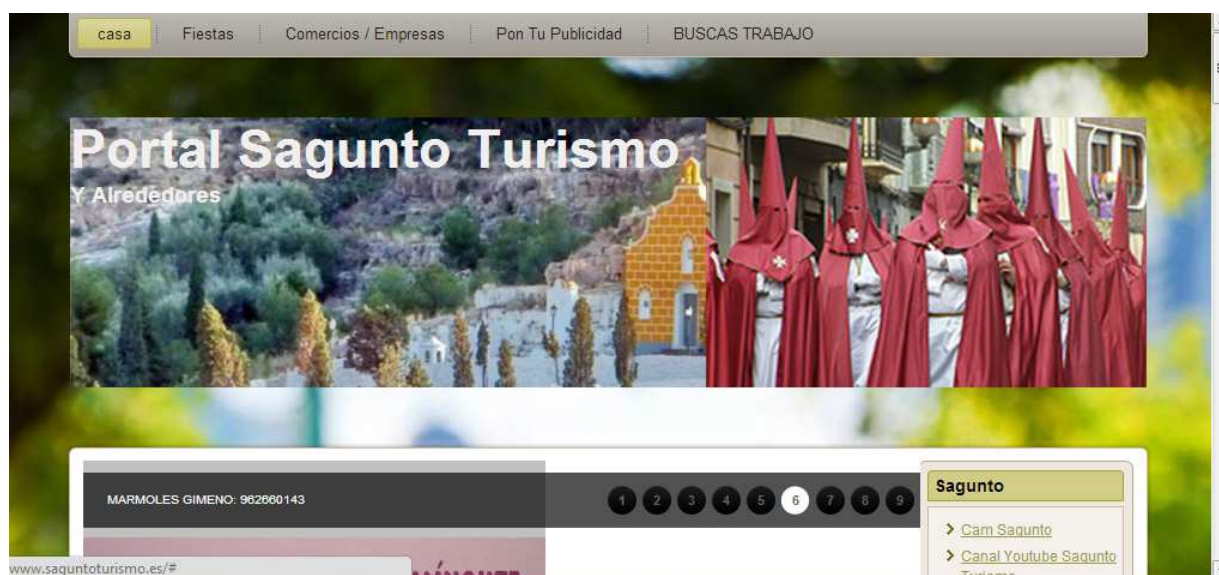 casa Fiestas Comercios / Empresas Pon Tu Publicidad BUSCAS TRABAJO
Portal Sagunto Turismo
Y Alrededores
MARMOLES GIMENO: 962660143 1 2 3 4 5 6 7 8 9
Sagunto
Cam Sagunto
Canal Youtube Sagunto
Turismo
www.saguntoturismo.es/#